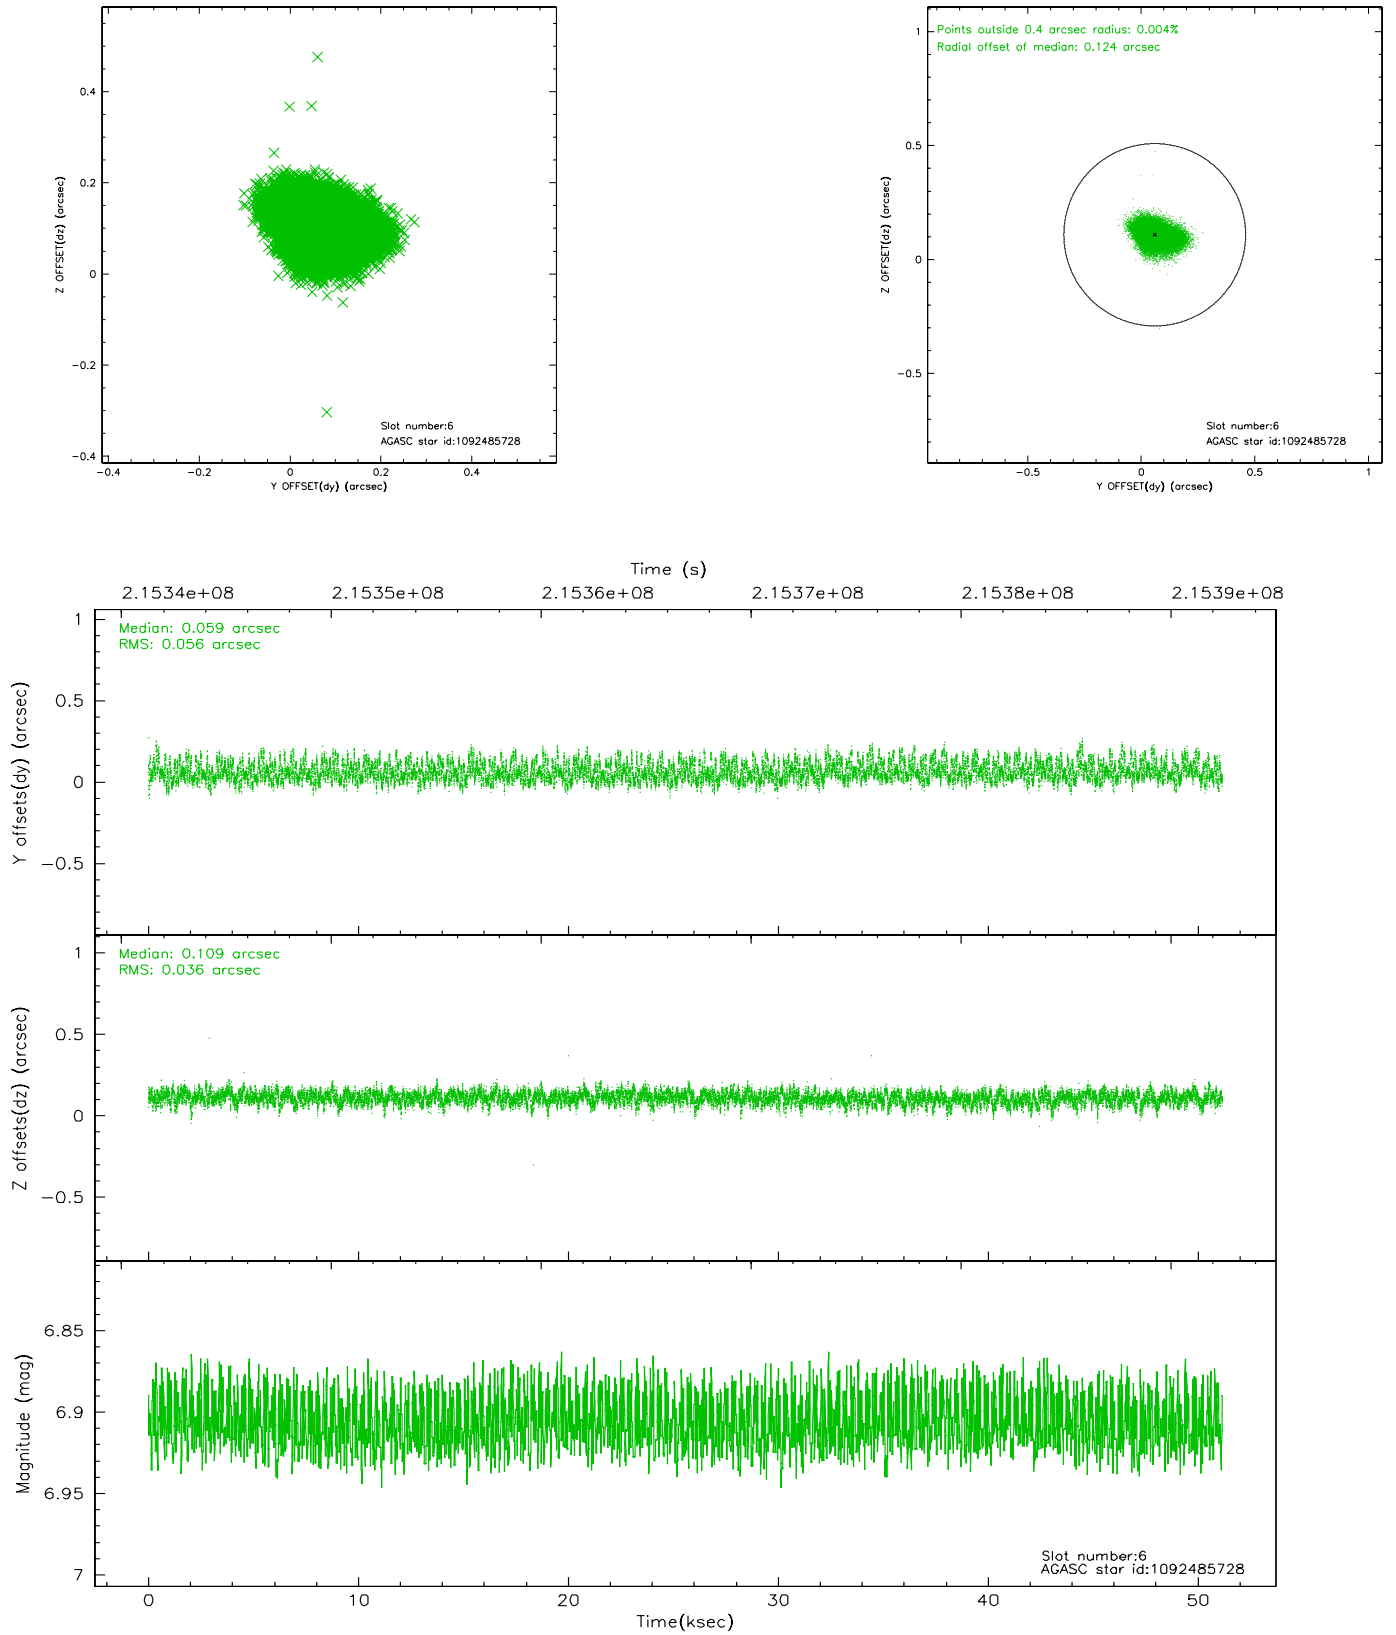 0.4
0.2
0
−0.2
−0.4
Z OFFSET(dz) (arcsec)
Slot number:6
AGASC star id:1092485728
−0.4 −0.2 0 0.2 0.4
Y OFFSET(dy) (arcsec)
Points outside 0.4 arcsec radius: 0.004%
Radial offset of median: 0.124 arcsec
1
0.5
0
−0.5
Z OFFSET(dz) (arcsec)
Slot number:6
AGASC star id:1092485728
−0.5 0 0.5 1
Y OFFSET(dy) (arcsec)
Time (s)
2.1534e+08 2.1535e+08 2.1536e+08 2.1537e+08 2.1538e+08 2.1539e+08
Median: 0.059 arcsec
RMS: 0.056 arcsec
1
0.5
0
−0.5
Y offsets(dy) (arcsec)
Median: 0.109 arcsec
RMS: 0.036 arcsec
1
0.5
0
−0.5
Z offsets(dz) (arcsec)
6.85
6.9
6.95
7
Magnitude (mag)
Slot number:6
AGASC star id:1092485728
0 10 20 30 40 50
Time(ksec)